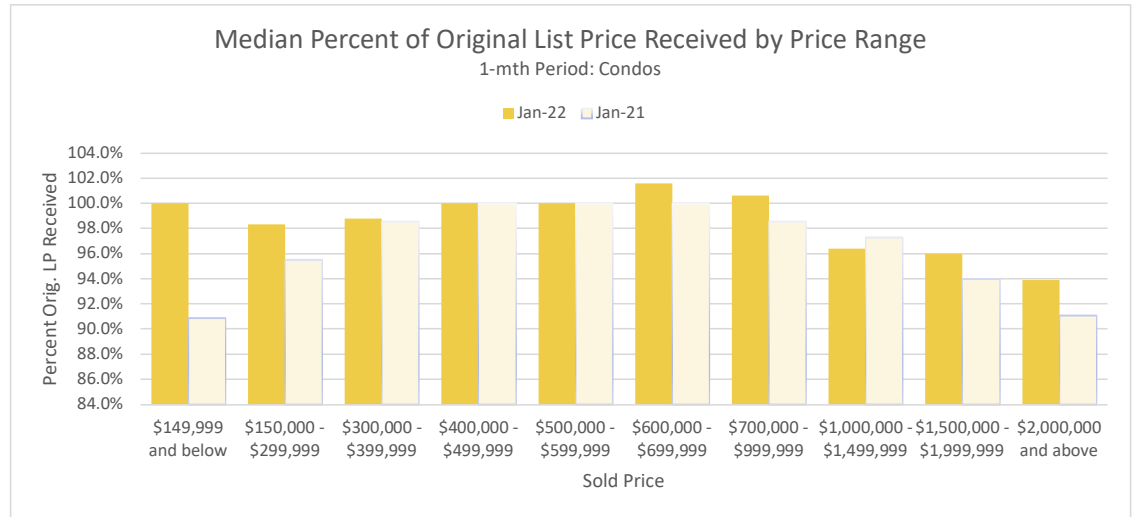 Median Percent of Original List Price Received by Price Range
1-mth Period: Condos
Jan-22 Jan-21
Percent Orig. LP Received
104.0%
102.0%
100.0%
98.0%
96.0%
94.0%
92.0%
90.0%
88.0%
86.0%
84.0%
$149,999 and below
$150,000 - $299,999
$300,000 - $399,999
$400,000 - $499,999
$500,000 - $599,999
$600,000 - $699,999
$700,000 - $999,999
$1,000,000 - $1,499,999
$1,500,000 - $1,999,999
$2,000,000 and above
Sold Price